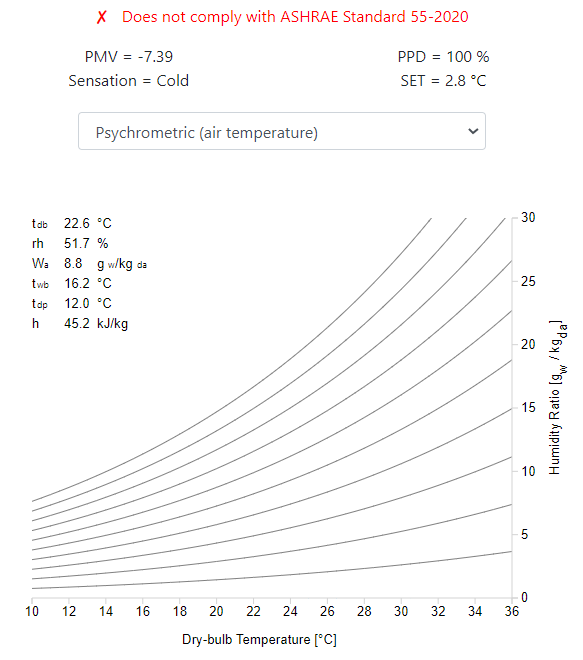 ✗ Does not comply with ASHRAE Standard 55-2020
PMV = -7.39 PPD = 100 %
Sensation = Cold SET = 2.8 °C
Psychrometric (air temperature)
tdb 22.6 °C
rh 51.7 %
Wa 8.8 g w/kg da
twb 16.2 °C
tdp 12.0 °C
h 45.2 kJ/kg
30
25
20
15
10
5
0
Humidity Ratio [gw / kgda]
10 12 14 16 18 20 22 24 26 28 30 32 34 36
Dry-bulb Temperature [°C]